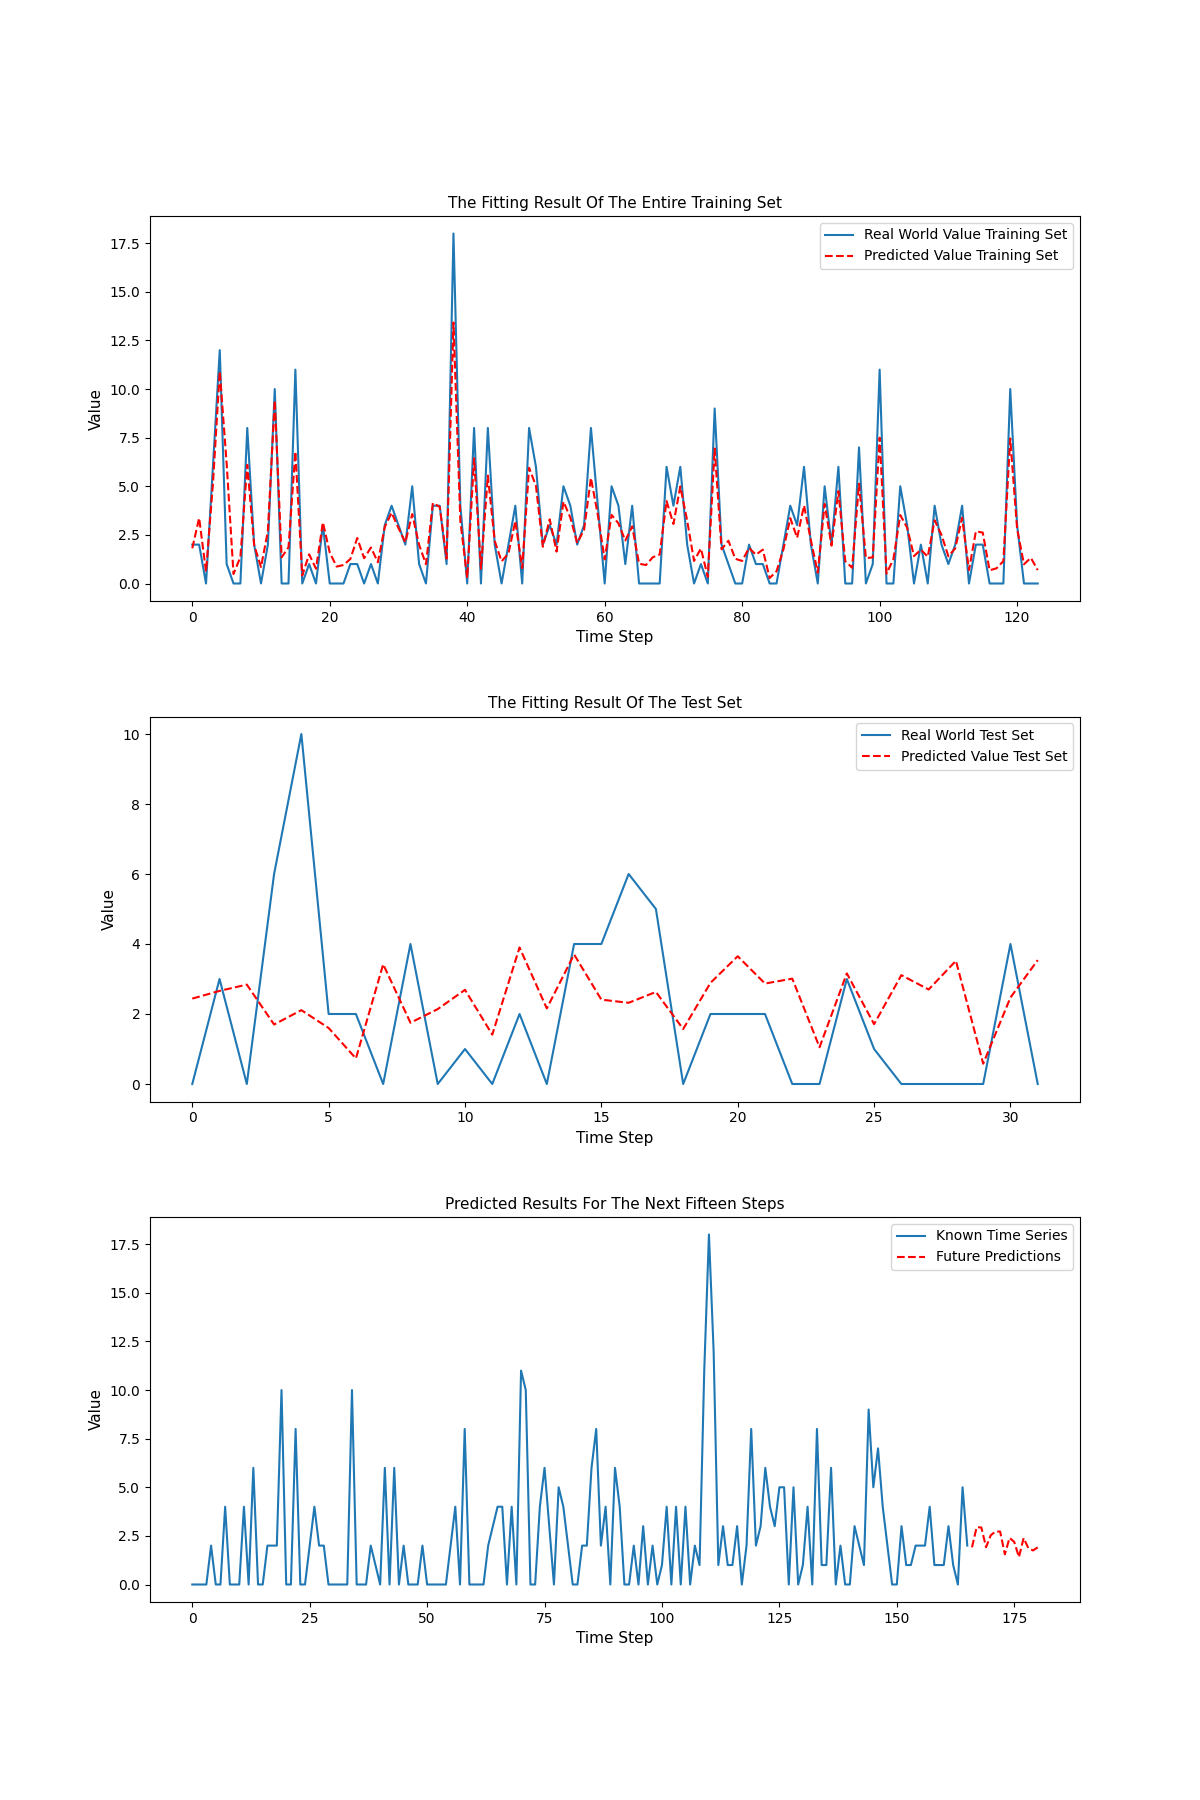 The Fitting Result Of The Entire Training Set
17.5
15.0
12.5
10.0
7.5
5.0
2.5
0.0
Value
Real World Value Training Set
Predicted Value Training Set
0 20 40 60 80 100 120
Time Step
The Fitting Result Of The Test Set
10
8
6
4
2
0
Value
Real World Test Set
Predicted Value Test Set
0 5 10 15 20 25 30
Time Step
Predicted Results For The Next Fifteen Steps
17.5
15.0
12.5
10.0
7.5
5.0
2.5
0.0
Value
Known Time Series
Future Predictions
0 25 50 75 100 125 150 175
Time Step